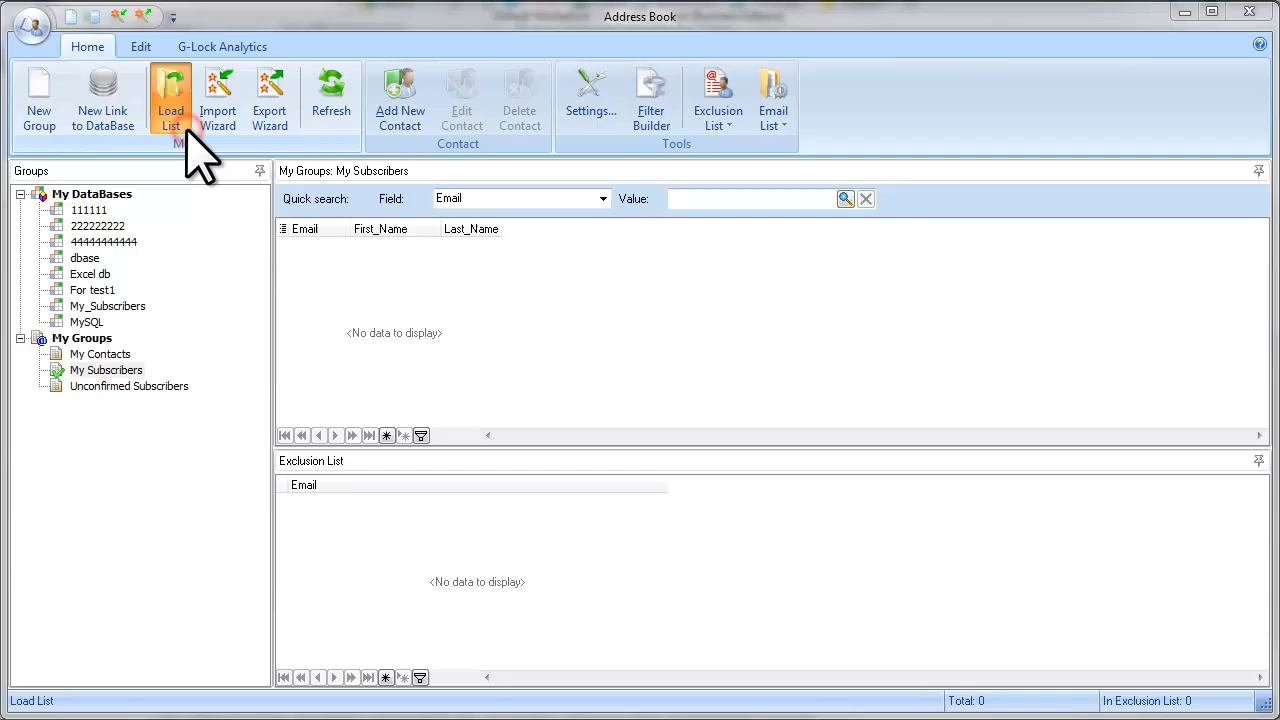 Address Book
Home Edit G-Lock Analytics
New Group
New Link to DataBase
Load List
Import Wizard
Export Wizard
Refresh
Add New Contact
Edit Contact
Delete Contact
Contact
Settings...
Filter Builder
Exclusion List
Email List
Tools
Groups
My DataBases
111111
222222222
44444444444
dbase
Excel db
For test1
My_Subscribers
MySQL
My Groups
My Contacts
My Subscribers
Unconfirmed Subscribers
My Groups: My Subscribers
Quick search: Field: Email Value:
Email First_Name Last_Name
<No data to display>
Exclusion List
Email
<No data to display>
Load List Total: 0 In Exclusion List: 0